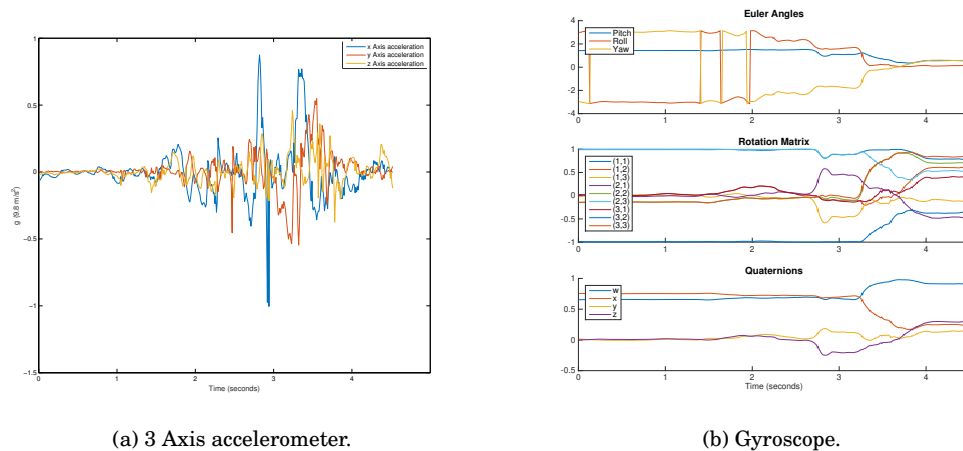 x Axis acceleration
y Axis acceleration
z Axis acceleration
g (9.8 m/s²)
1
0.5
0
-0.5
-1
-1.5
0 1 2 3 4
Time (seconds)
Euler Angles
Pitch
Roll
Yaw
4
2
0
-2
-4
0 1 2 3 4
Rotation Matrix
(1,1)
(1,2)
(1,3)
(2,1)
(2,2)
(2,3)
(3,1)
(3,2)
(3,3)
1
0.5
0
-0.5
-1
0 1 2 3 4
Quaternions
w
x
y
z
1
0.5
0
-0.5
0 1 2 3 4
Time (seconds)
(a) 3 Axis accelerometer.
(b) Gyroscope.